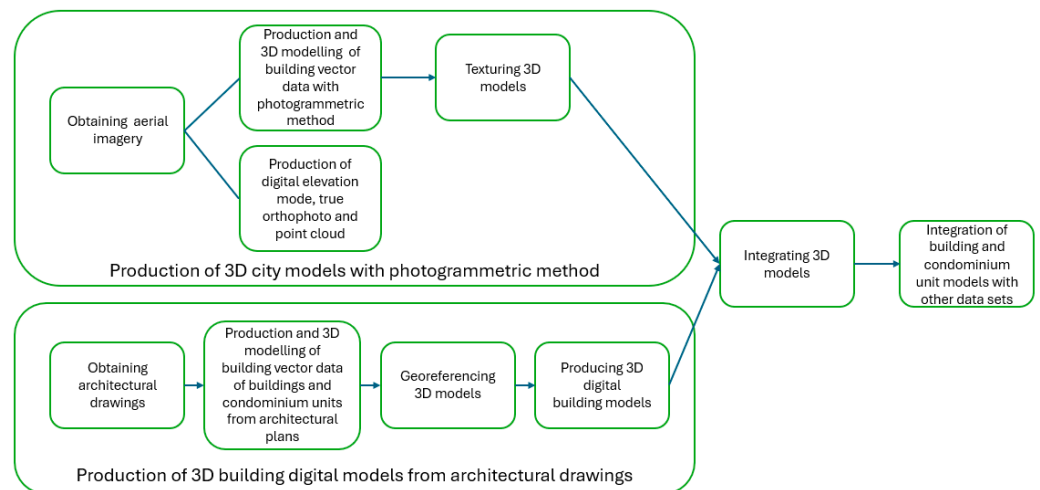 Production and
3D modelling of
building vector
data with
photogrammetric
method
Texturing 3D
models
Obtaining aerial
imagery
Production of
digital elevation
mode, true
orthophoto and
point cloud
Production of 3D city models with photogrammetric method
Integrating 3D
models
Integration of
building and
condominium
unit models with
other data sets
Obtaining
architectural
drawings
Production and 3D
modelling of
building vector data
of buildings and
condominium units
from architectural
plans
Georeferencing
3D models
Producing 3D
digital
building models
Production of 3D building digital models from architectural drawings